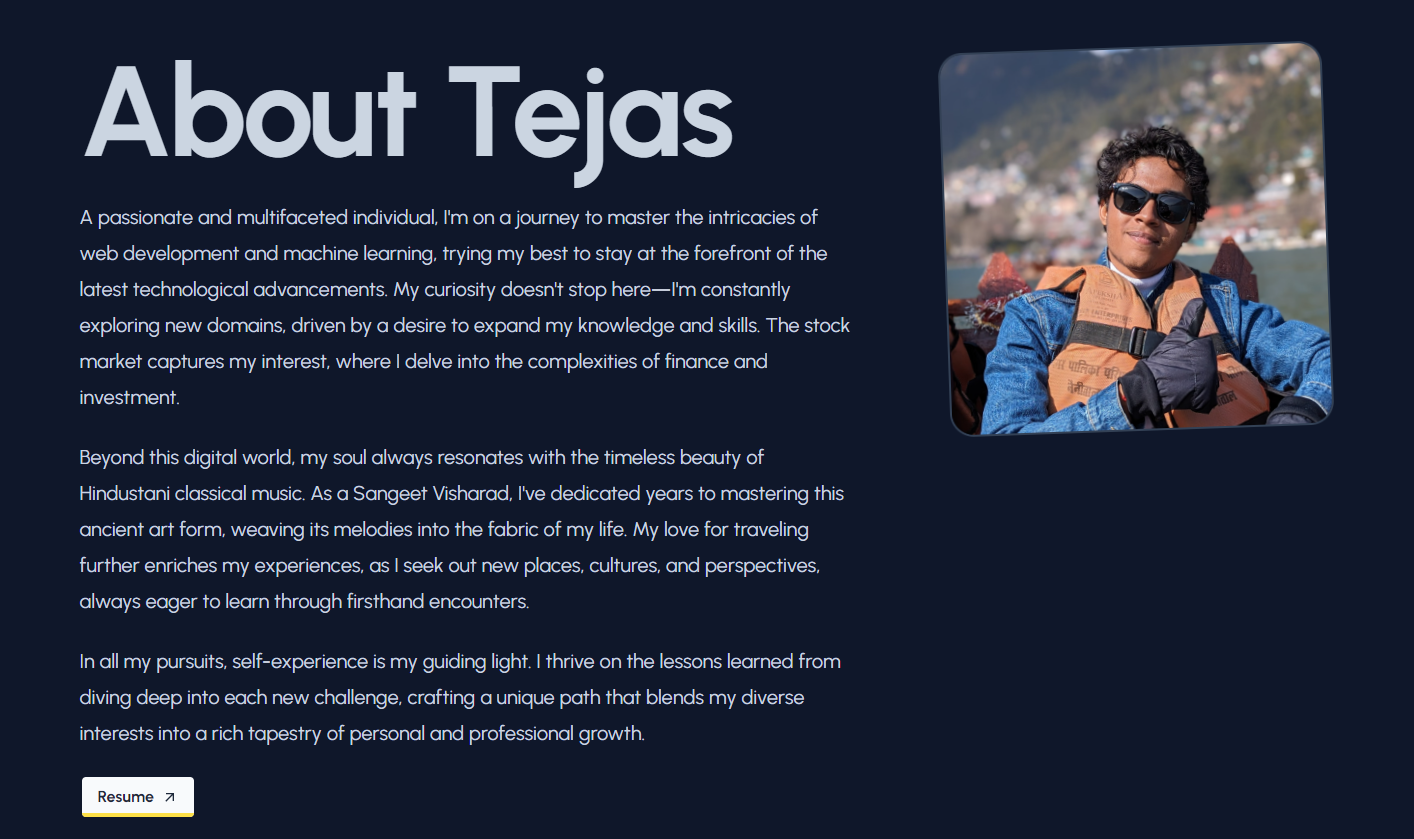 About Tejas
A passionate and multifaceted individual, I'm on a journey to master the intricacies of
web development and machine learning, trying my best to stay at the forefront of the
latest technological advancements. My curiosity doesn't stop here—I'm constantly
exploring new domains, driven by a desire to expand my knowledge and skills. The stock
market captures my interest, where I delve into the complexities of finance and
investment.
Beyond this digital world, my soul always resonates with the timeless beauty of
Hindustani classical music. As a Sangeet Visharad, I've dedicated years to mastering this
ancient art form, weaving its melodies into the fabric of my life. My love for traveling
further enriches my experiences, as I seek out new places, cultures, and perspectives,
always eager to learn through firsthand encounters.
In all my pursuits, self-experience is my guiding light. I thrive on the lessons learned from
diving deep into each new challenge, crafting a unique path that blends my diverse
interests into a rich tapestry of personal and professional growth.
Resume
पालिका